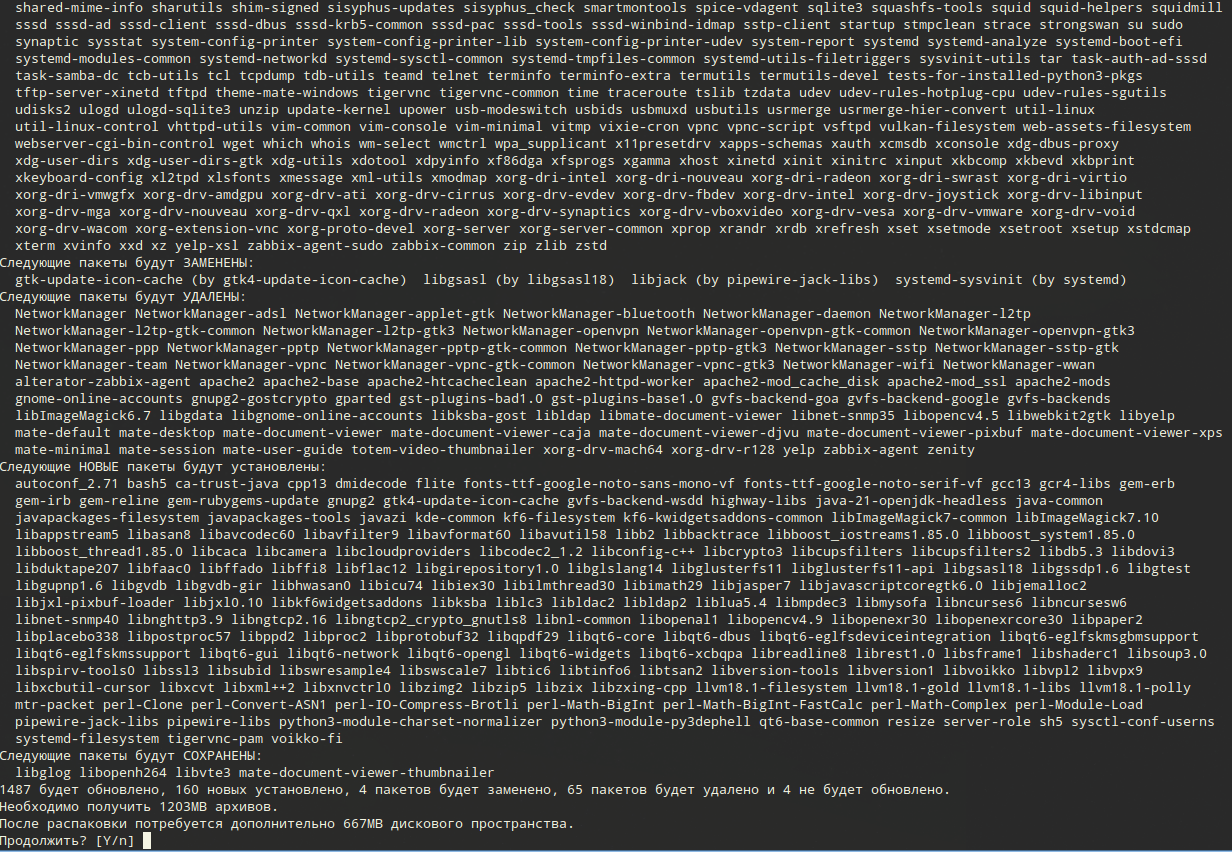 shared-mime-info sharutils shim-signed sisyphus-updates sisyphus_check smartmontools spice-vdagent sqlite3 squashfs-tools squid squid-helpers squidmill
sssd sssd-ad sssd-client sssd-dbus sssd-krb5-common sssd-pac sssd-tools sssd-winbind-idmap sstp-client startup stmpclean strace strongswan su sudo
synaptic sysstat system-config-printer system-config-printer-lib system-config-printer-udev system-report systemd systemd-analyze systemd-boot-efi
systemd-modules-common systemd-networkd systemd-sysctl-common systemd-tmpfiles-common systemd-utils-filetriggers sysvinit-utils tar task-auth-ad-sssd
task-samba-dc tcb-utils tcl tcpdump tdb-utils teamd telnet terminfo terminfo-extra termutils termutils-devel tests-for-installed-python3-pkgs
tftp-server-xinetd tftpd theme-mate-windows tigervnc tigervnc-common time traceroute tslib tzdata udev udev-rules-hotplug-cpu udev-rules-sgutils
udisks2 ulogd ulogd-sqlite3 unzip update-kernel upower usb-modeswitch usbids usbmuxd usbutils usrmerge usrmerge-hier-convert util-linux
util-linux-control vhttpd-utils vim-common vim-console vim-minimal vitmp vixie-cron vpnc vpnc-script vsftpd vulkan-filesystem web-assets-filesystem
webserver-cgi-bin-control wget which whois wm-select wmctrl wpa_supplicant x11presetdrv xapps-schemas xauth xcmsdb xconsole xdg-dbus-proxy
xdg-user-dirs xdg-user-dirs-gtk xdg-utils xdotool xdpyinfo xf86dga xfsprogs xgamma xhost xinetd xinit xinitrc xinput xkbcomp xkbevd xkbprint
xkeyboard-config xl2tpd xlsfonts xmessage xml-utils xmodmap xorg-dri-intel xorg-dri-nouveau xorg-dri-radeon xorg-dri-swrast xorg-dri-virtio
xorg-dri-vmwgfx xorg-drv-amdgpu xorg-drv-ati xorg-drv-cirrus xorg-drv-evdev xorg-drv-fbdev xorg-drv-intel xorg-drv-joystick xorg-drv-libinput
xorg-drv-mga xorg-drv-nouveau xorg-drv-qxl xorg-drv-radeon xorg-drv-synaptics xorg-drv-vboxvideo xorg-drv-vesa xorg-drv-vmware xorg-drv-void
xorg-drv-wacom xorg-extension-vnc xorg-proto-devel xorg-server xorg-server-common xprop xrandr xrdb xrefresh xset xsetmode xsetroot xsetup xstdcmap
xterm xvinfo xxd xz yelp-xsl zabbix-agent-sudo zabbix-common zip zlib zstd
Следующие пакеты будут ЗАМЕНЕНЫ:
gtk-update-icon-cache (by gtk4-update-icon-cache) libgsasl (by libgsasl18) libjack (by pipewire-jack-libs) systemd-sysvinit (by systemd)
Следующие пакеты будут УДАЛЕНЫ:
NetworkManager NetworkManager-adsl NetworkManager-applet-gtk NetworkManager-bluetooth NetworkManager-daemon NetworkManager-l2tp
NetworkManager-l2tp-gtk-common NetworkManager-l2tp-gtk3 NetworkManager-openvpn NetworkManager-openvpn-gtk-common NetworkManager-openvpn-gtk3
NetworkManager-ppp NetworkManager-pptp NetworkManager-pptp-gtk-common NetworkManager-pptp-gtk3 NetworkManager-sstp NetworkManager-sstp-gtk
NetworkManager-team NetworkManager-vpnc NetworkManager-vpnc-gtk-common NetworkManager-vpnc-gtk3 NetworkManager-wifi NetworkManager-wwan
alterator-zabbix-agent apache2 apache2-base apache2-htcacheclean apache2-httpd-worker apache2-mod_cache_disk apache2-mod_ssl apache2-mods
gnome-online-accounts gnupg2-gostcrypto gparted gst-plugins-bad1.0 gst-plugins-base1.0 gvfs-backend-goa gvfs-backend-google gvfs-backends
libImageMagick6.7 libgdata libgnome-online-accounts libksba-gost libldap libmate-document-viewer libnet-snmp35 libopencv4.5 libwebkit2gtk libyelp
mate-default mate-desktop mate-document-viewer mate-document-viewer-caja mate-document-viewer-djvu mate-document-viewer-pixbuf mate-document-viewer-xps
mate-minimal mate-session mate-user-guide totem-video-thumbnailer xorg-drv-mach64 xorg-drv-r128 yelp zabbix-agent zenity
Следующие НОВЫЕ пакеты будут установлены:
autoconf_2.71 bash5 ca-trust-java cpp13 dmidecode flite fonts-ttf-google-noto-sans-mono-vf fonts-ttf-google-noto-serif-vf gcc13 gcr4-libs gem-erb
gem-irb gem-reline gem-rubygems-update gnupg2 gtk4-update-icon-cache gvfs-backend-wsdd highway-libs java-21-openjdk-headless java-common
javapackages-filesystem javapackages-tools javazi kde-common kf6-filesystem kf6-kwidgetsaddons-common libImageMagick7-common libImageMagick7.10
libappstream5 libasan8 libavcodec60 libavfilter9 libavformat60 libavutil58 libb2 libbacktrace libboost_iostreams1.85.0 libboost_system1.85.0
libboost_thread1.85.0 libcaca libcamera libcloudproviders libcodec2_1.2 libconfig-c++ libcrypto3 libcupsfilters libcupsfilters2 libdb5.3 libdovi3
libduktape207 libfaac0 libffado libffi8 libflac12 libgirepository1.0 libglslang14 libglusterfs11 libglusterfs11-api libgsasl18 libgssdp1.6 libgtest
libgupnp1.6 libgvdb libgvdb-gir libhwasan0 libicu74 libiex30 libilmthread30 libimath29 libjasper7 libjavascriptcoregtk6.0 libjemalloc2
libjxl-pixbuf-loader libjxl0.10 libkf6widgetsaddons libksba liblc3 libldac2 libldap2 liblua5.4 libmpdec3 libmysofa libncurses6 libncursesw6
libnet-snmp40 libnghttp3.9 libngtcp2.16 libngtcp2_crypto_gnutls8 libnl-common libopenal1 libopencv4.9 libopenexr30 libopenexrcore30 libpaper2
libplacebo338 libpostproc57 libppd2 libproc2 libprotobuf32 libqpdf29 libqt6-core libqt6-dbus libqt6-eglfsdeviceintegration libqt6-eglfskmsgbmsupport
libqt6-eglfskmssupport libqt6-gui libqt6-network libqt6-opengl libqt6-widgets libqt6-xcbqpa libreadline8 librest1.0 libsframe1 libshaderc1 libsoup3.0
libspirv-tools0 libssl3 libsubid libswresample4 libswscale7 libtic6 libtinfo6 libtsan2 libversion-tools libversion1 libvoikko libvpl2 libvpx9
libxcbutil-cursor libxcvt libxml++2 libxnvctrl0 libzimg2 libzip5 libzix libzxing-cpp llvm18.1-filesystem llvm18.1-gold llvm18.1-libs llvm18.1-polly
mtr-packet perl-Clone perl-Convert-ASN1 perl-IO-Compress-Brotli perl-Math-BigInt perl-Math-BigInt-FastCalc perl-Math-Complex perl-Module-Load
pipewire-jack-libs pipewire-libs python3-module-charset-normalizer python3-module-py3dephell qt6-base-common resize server-role sh5 sysctl-conf-userns
systemd-filesystem tigervnc-pam voikko-fi
Следующие пакеты будут СОХРАНЕНЫ:
libglog libopenh264 libvte3 mate-document-viewer-thumbnailer
1487 будет обновлено, 160 новых установлено, 4 пакетов будет заменено, 65 пакетов будет удалено и 4 не будет обновлено.
Необходимо получить 1203MB архивов.
После распаковки потребуется дополнительно 667MB дискового пространства.
Продолжить? [Y/n]